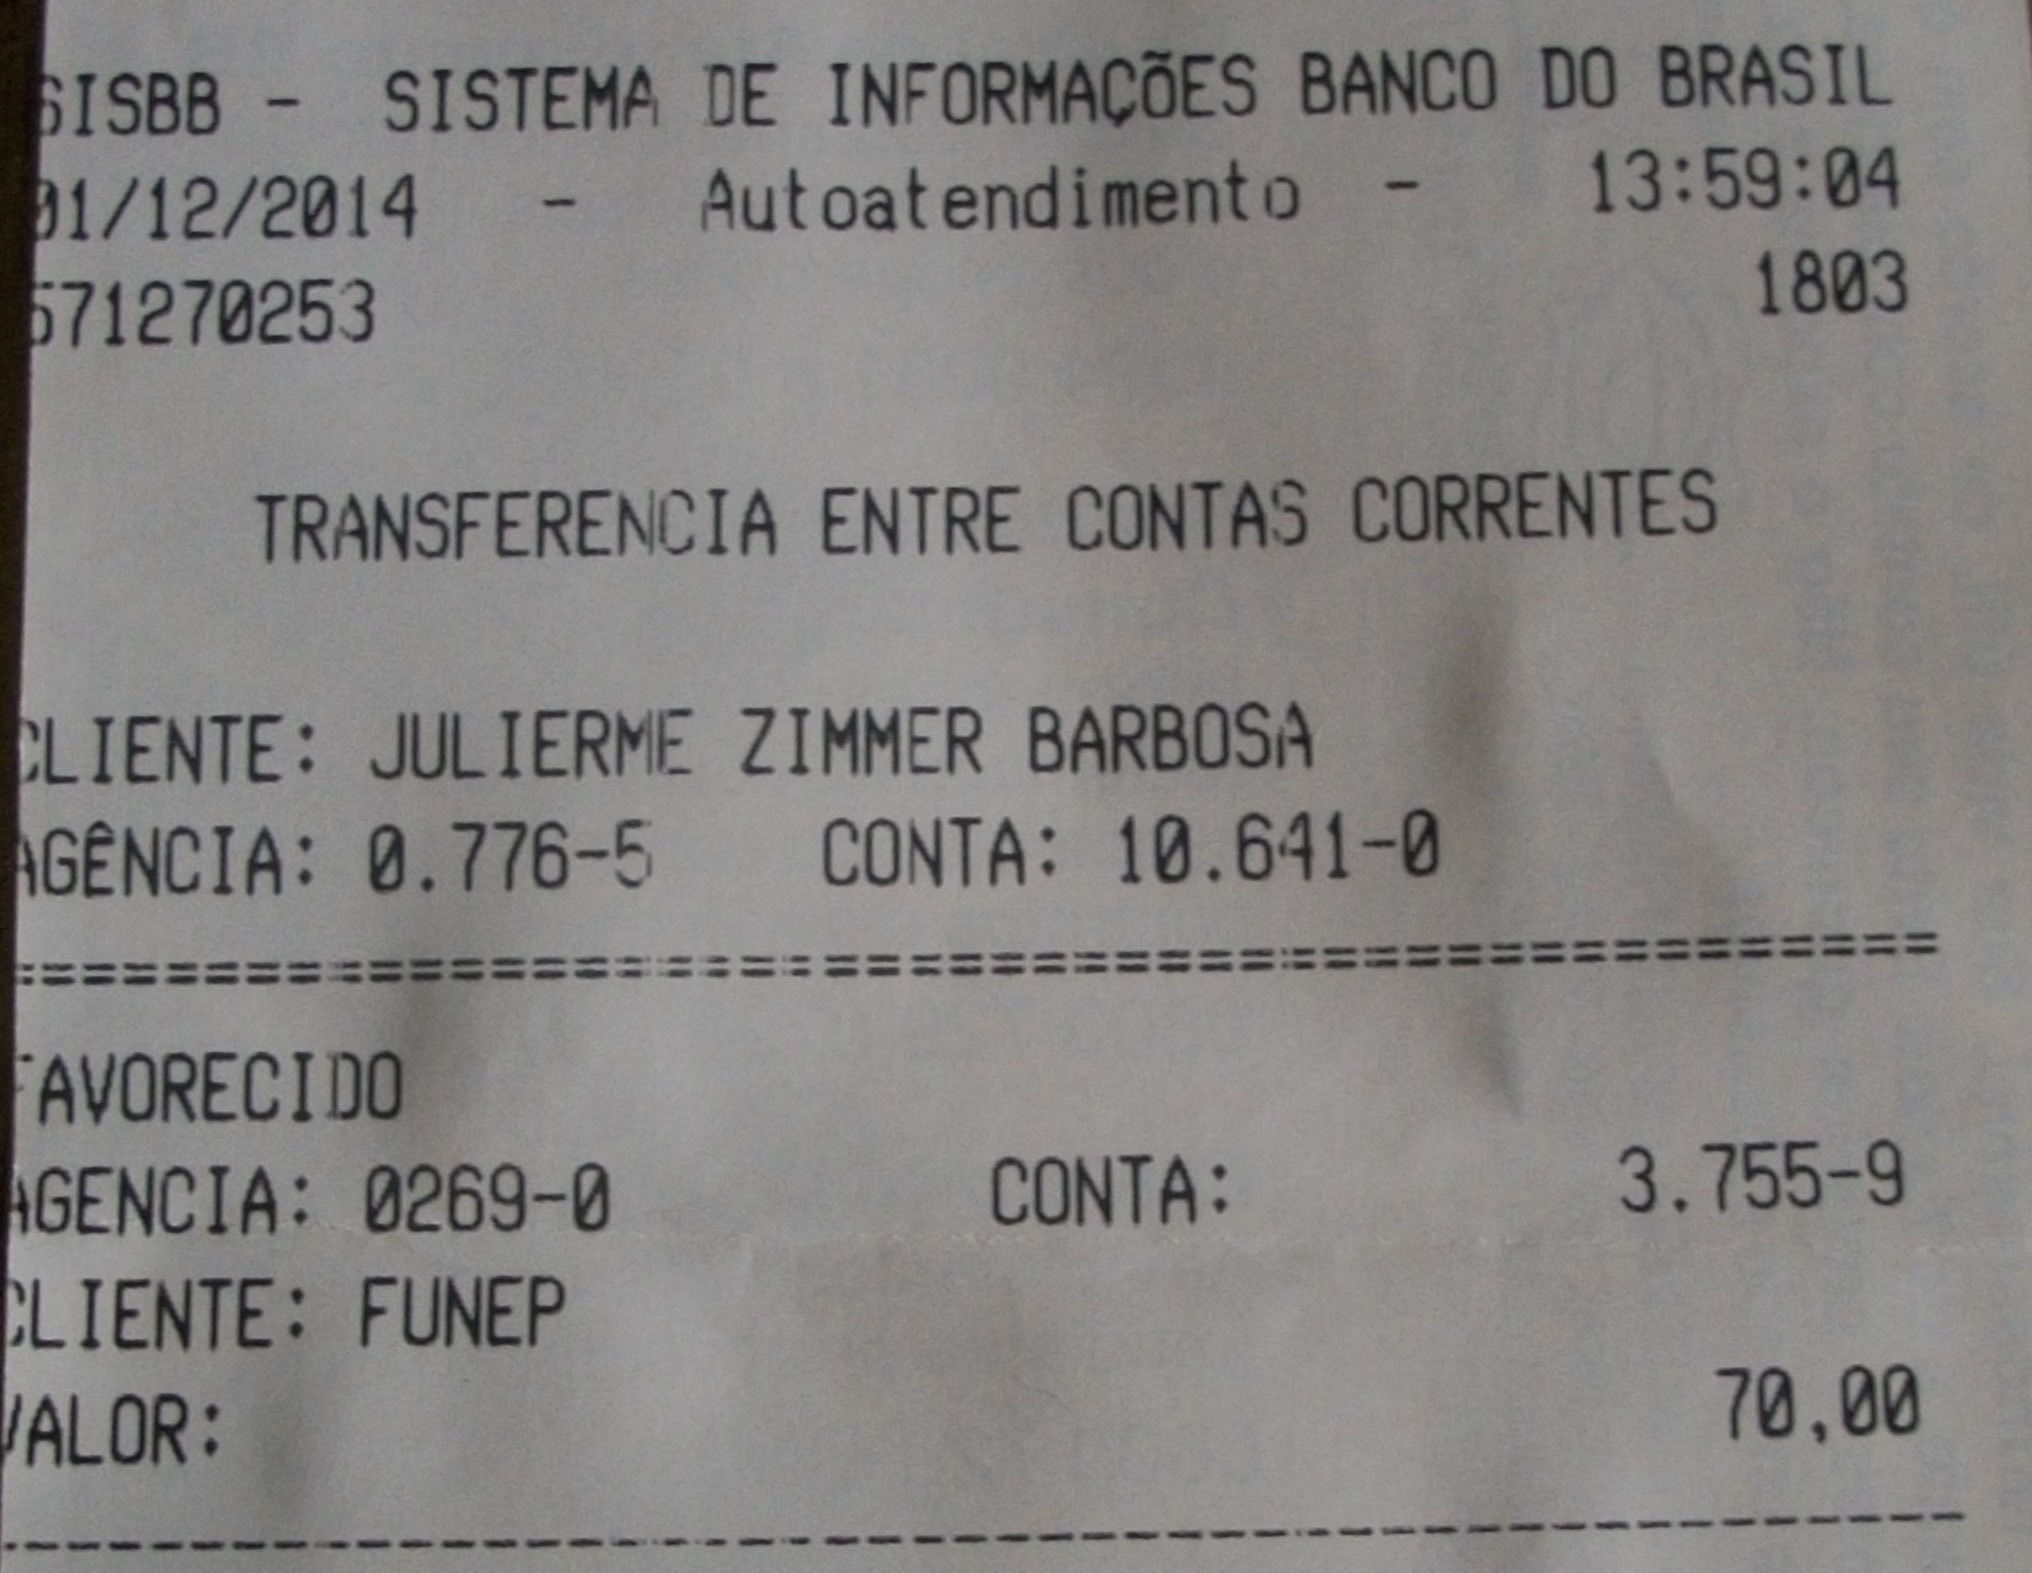 SISBB - SISTEMA DE INFORMAÇÕES BANCO DO BRASIL
01/12/2014 - Autoatendimento - 13:59:04
571270253 1803
TRANSFERENCIA ENTRE CONTAS CORRENTES
CLIENTE: JULIERME ZIMMER BARBOSA
AGÊNCIA: 0.776-5 CONTA: 10.641-0
================================================
FAVORECIDO
AGENCIA: 0269-0 CONTA: 3.755-9
CLIENTE: FUNEP
VALOR: 70,00
------------------------------------------------